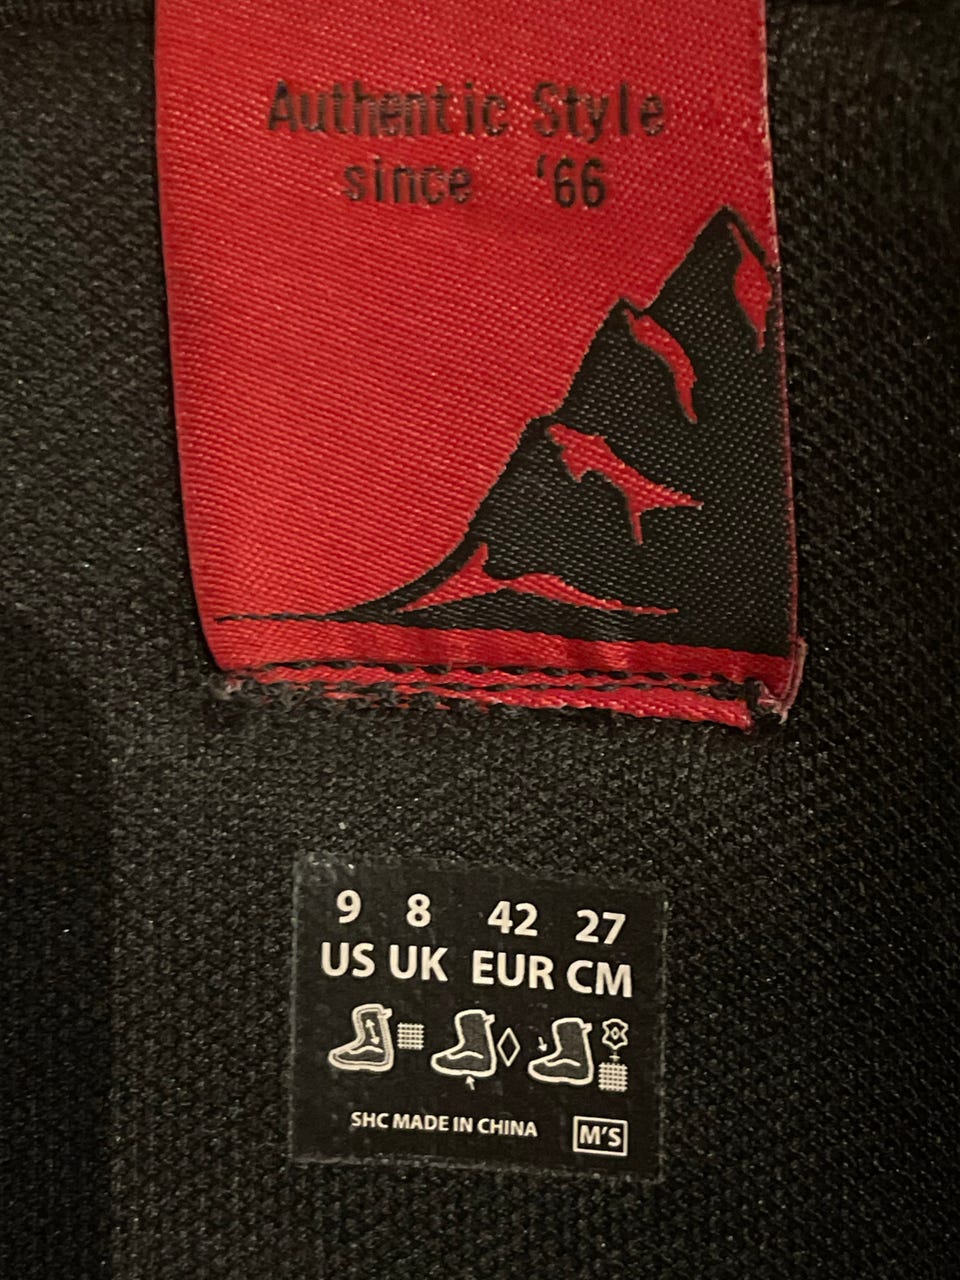 Authentic Style
since '66
9 8 42 27
US UK EUR CM
SHC MADE IN CHINA M'S